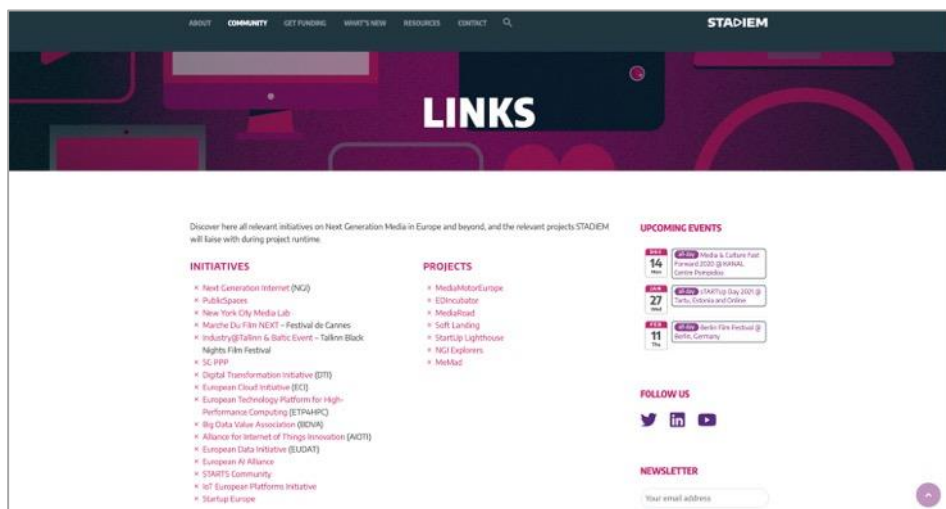 ABOUT COMMUNITY GET FUNDING WHAT'S NEW RESOURCES CONTACT
STADIEM
LINKS
Discover here all relevant initiatives on Next Generation Media in Europe and beyond, and the relevant projects STADIEM
will liaise with during project runtime.
INITIATIVES
× Next Generation Internet (NGI)
× PublicSpaces
× New York City Media Lab
× Marche Du Film NEXT – Festival de Cannes
× Industry@Tallinn & Baltic Event – Tallinn Black
Nights Film Festival
× 5G PPP
× Digital Transformation Initiative (DTI)
× European Cloud Initiative (ECI)
× European Technology Platform for High-
Performance Computing (ETP4HPC)
× Big Data Value Association (BDVA)
× Alliance for Internet of Things Innovation (AIOTI)
× European Data Initiative (EUDAT)
× European AI Alliance
× STARTS Community
× IoT European Platforms Initiative
× Startup Europe
PROJECTS
× MediaMotorEurope
× EDIncubator
× MediaRoad
× Soft Landing
× StartUp Lighthouse
× NGI Explorers
× MeMad
UPCOMING EVENTS
DEC
14
Mon
all-day Media & Culture Fast
Forward 2020 @ KANAL
Centre Pompidou
JAN
27
Wed
all-day sTARTUp Day 2021 @
Tartu, Estonia and Online
FEB
11
Thu
all-day Berlin Film Festival @
Berlin, Germany
FOLLOW US
NEWSLETTER
Your email address